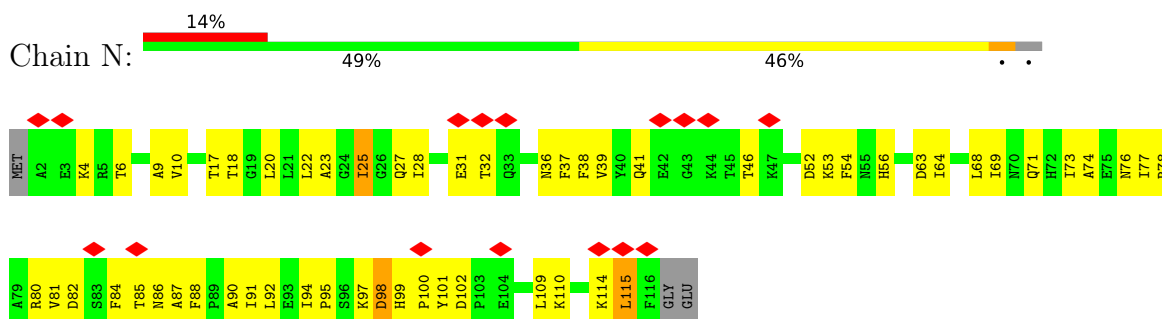 14%
Chain N:
49% 46% • •
MET A2 E3 K4 R5 T6 A9 V10 T17 T18 G19 L20 L21 L22 A23 G24 I25 G26 Q27 I28 E31 T32 Q33 N36 F37 F38 V39 Y40 Q41 E42 G43 K44 T45 T46 K47 D52 K53 F54 N55 H56 D63 I64 L68 I69 N70 Q71 H72 I73 A74 E75 N76 I77
A79 R80 V81 D82 S83 F84 T85 N86 A87 F88 P89 A90 I91 L92 E93 I94 P95 S96 K97 D98 H99 P100 Y101 D102 F103 E104 L109 K110 K114 L115 F116 GLY GLU